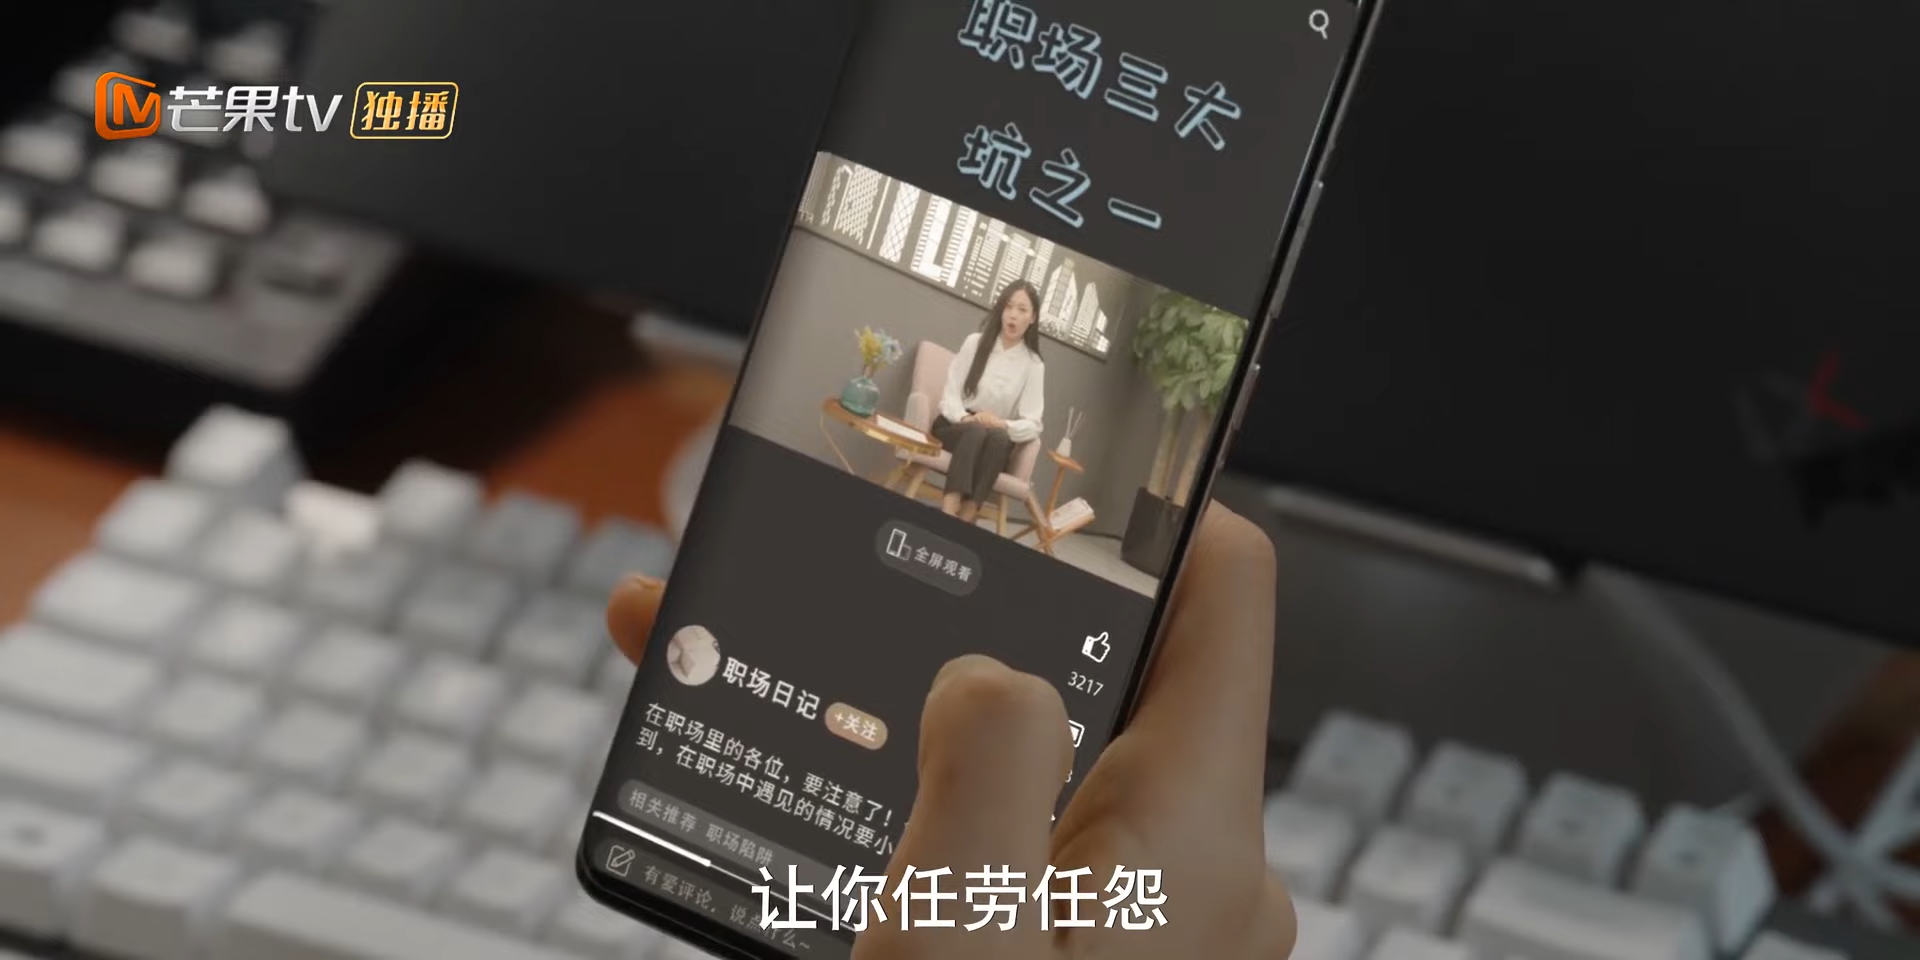 芒果tv 独播
职场三大
坑之一
全屏观看
3217
职场日记 +关注
在职场里的各位，要注意了！
到，在职场中遇见的情况要小
相关推荐 职场陷阱
有爱评论，说点什么~
让你任劳任怨